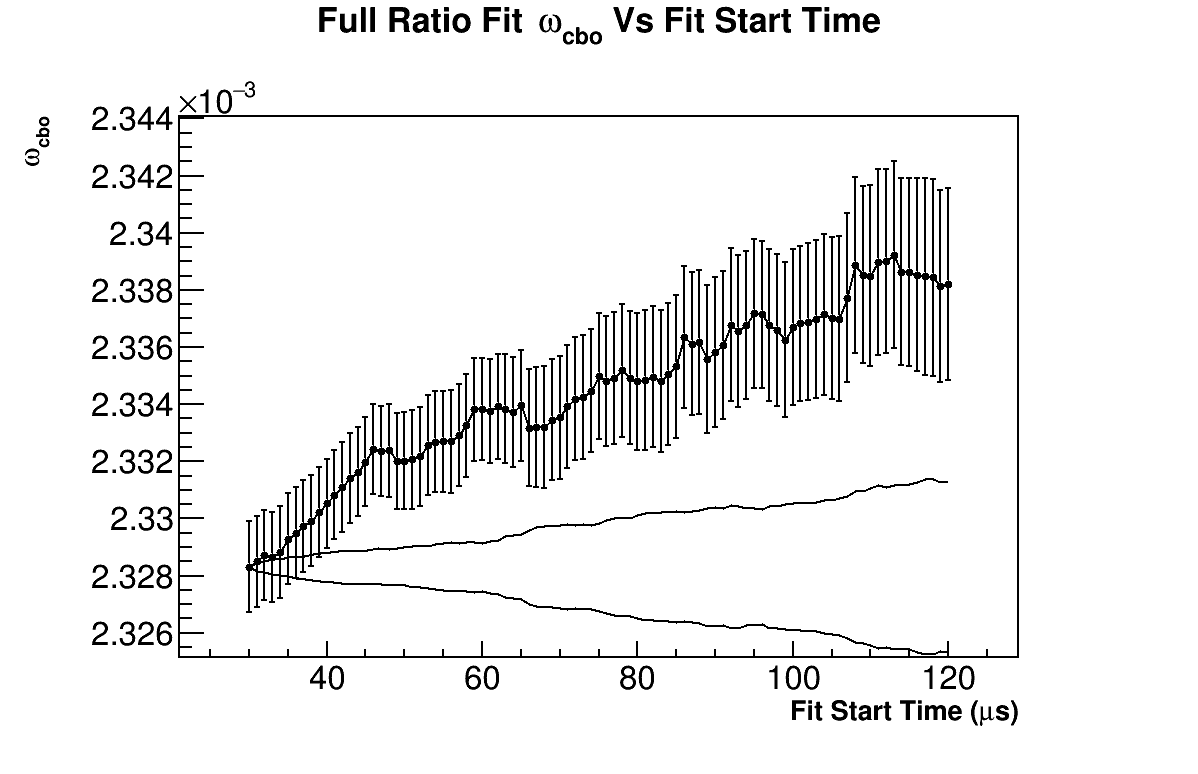 Full Ratio Fit ω_cbo Vs Fit Start Time
×10⁻³
ω_cbo
2.344
2.342
2.34
2.338
2.336
2.334
2.332
2.33
2.328
2.326
40 60 80 100 120
Fit Start Time (μs)